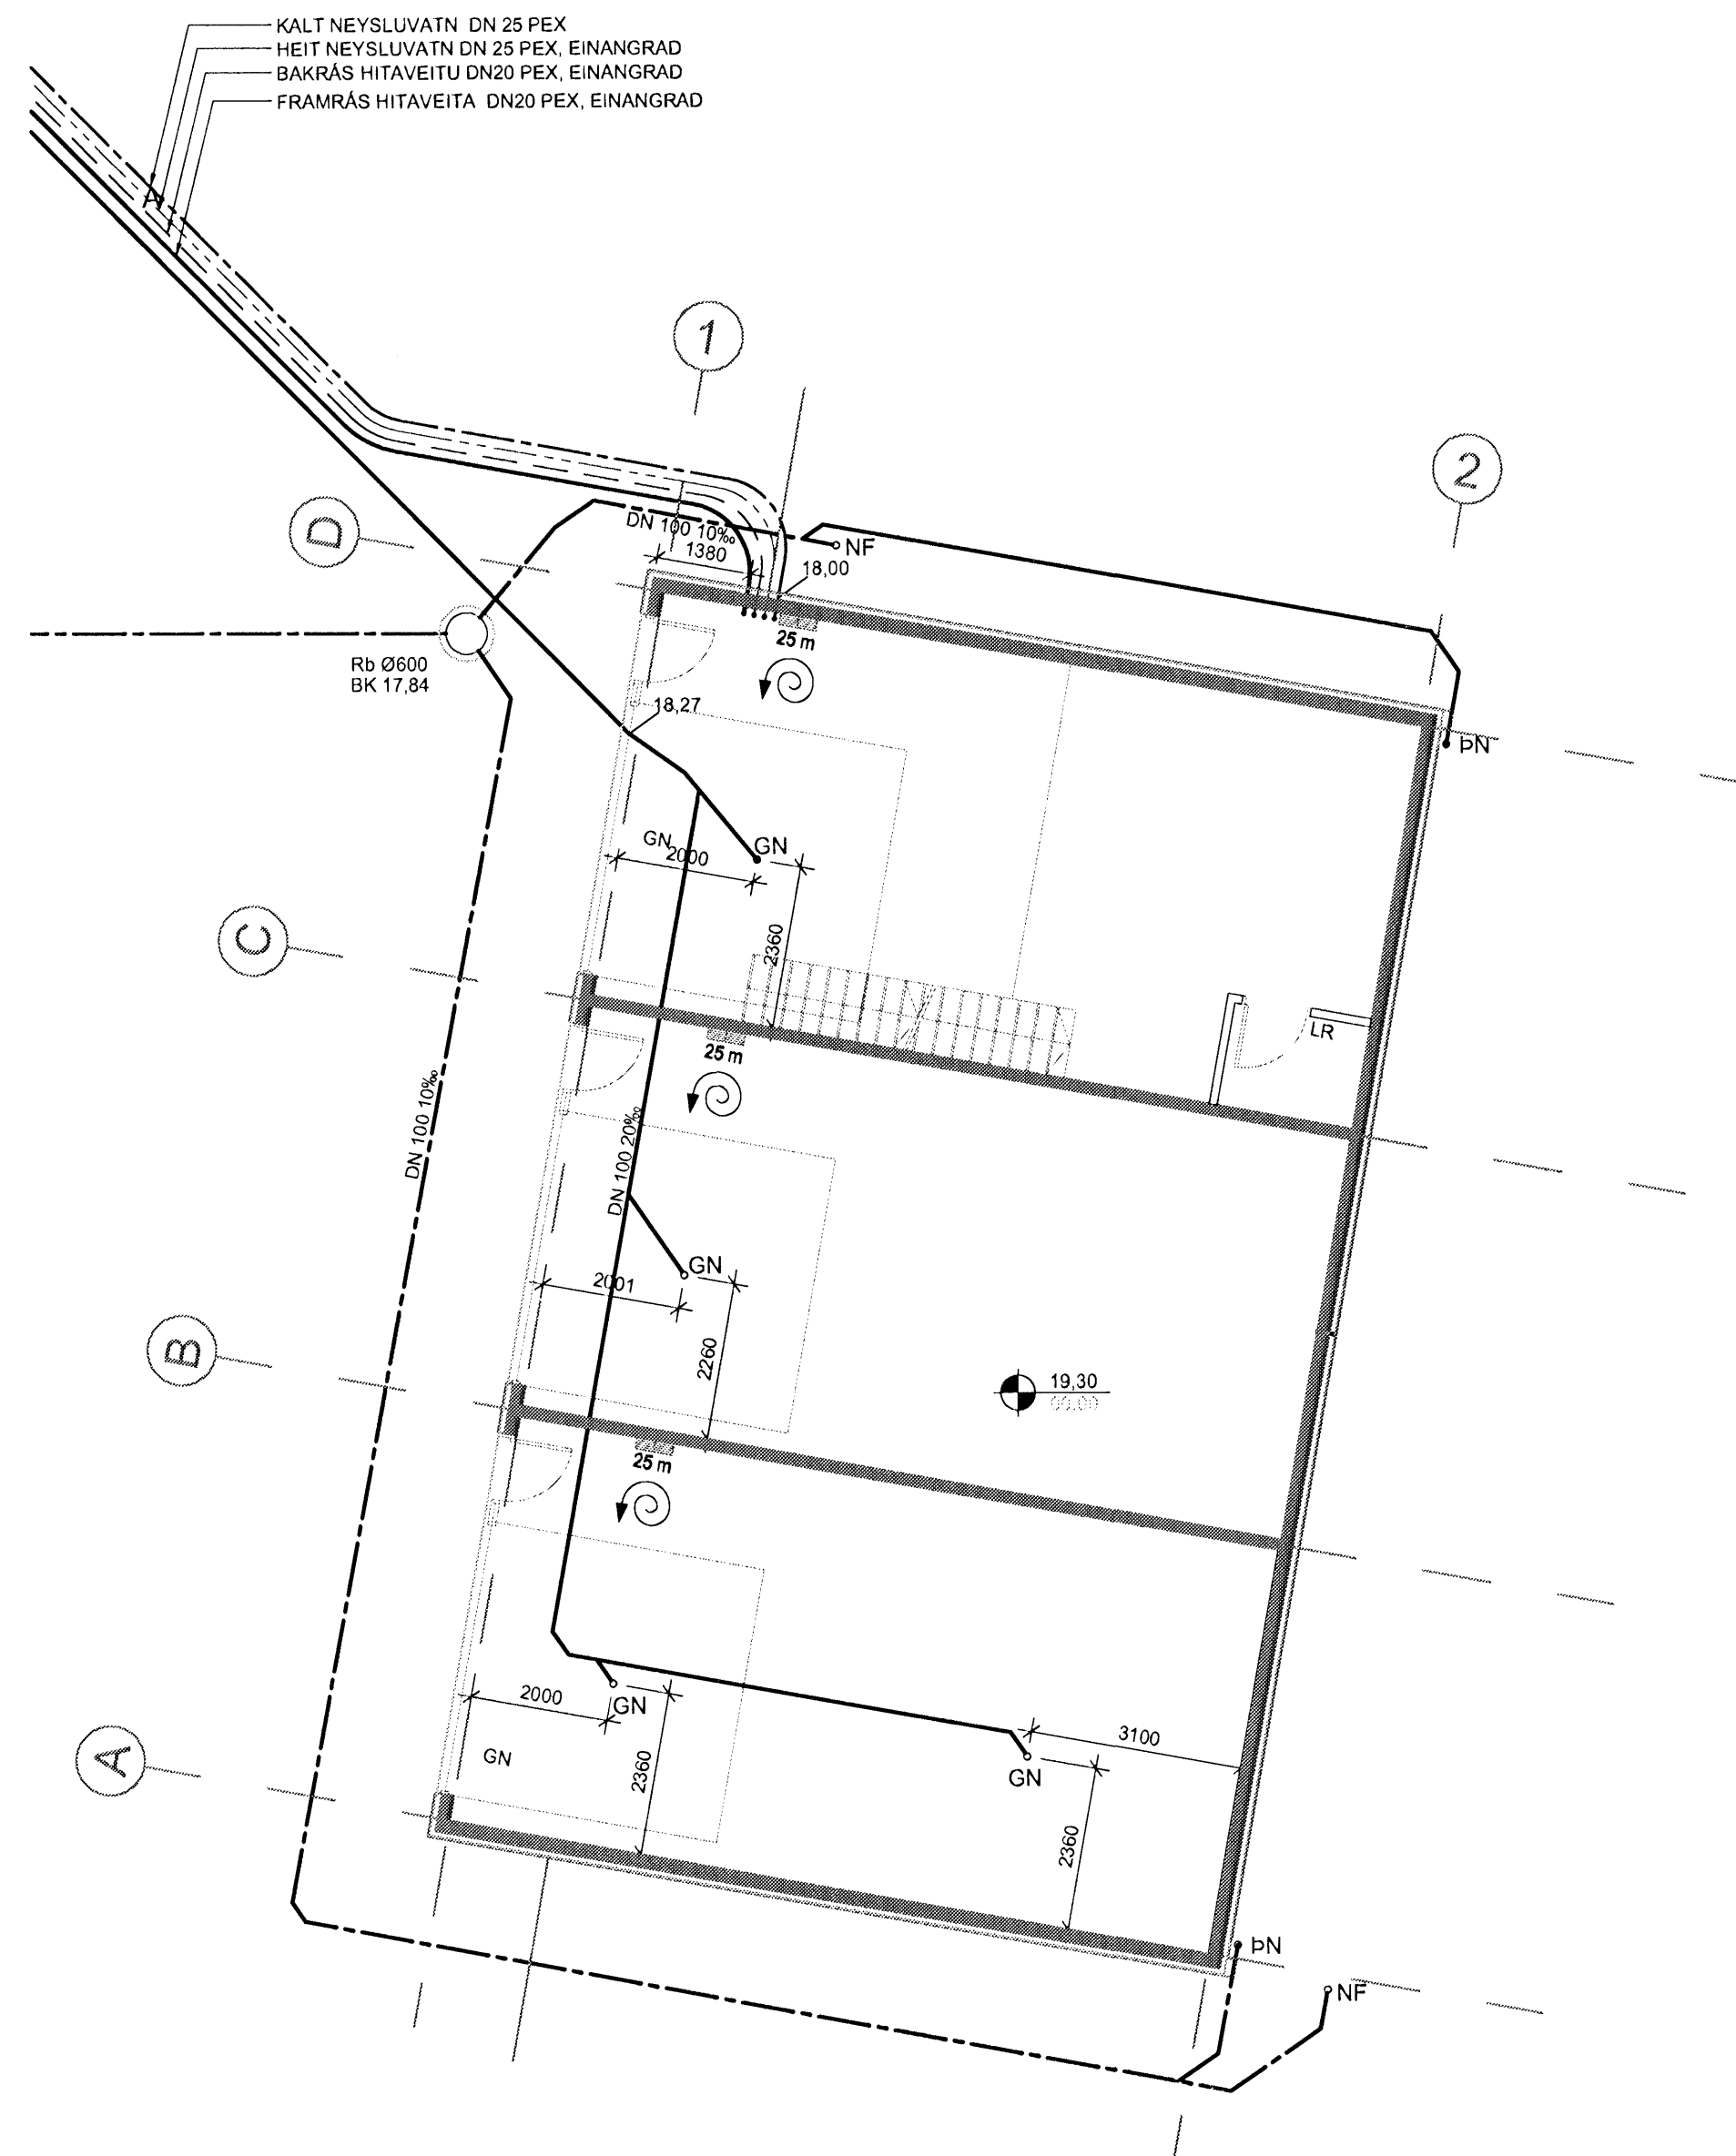 KALT NEYSLUVATN DN 25 PEX
HEIT NEYSLUVATN DN 25 PEX, EINANGRAD
BAKRÁS HITAVEITU DN20 PEX, EINANGRAD
FRAMRÁS HITAVEITA DN20 PEX, EINANGRAD
1
2
D
DN 100 10‰
1380
NF
18,00
25 m
Rb Ø600
BK 17,84
18,27
ÞN
GN
2000
GN
2360
C
LR
25 m
DN 100 10‰
DN 100 20‰
GN
2001
2260
B
19,30
00,00
25 m
2000
GN
3100
GN
2360
GN
A
2360
ÞN
NF